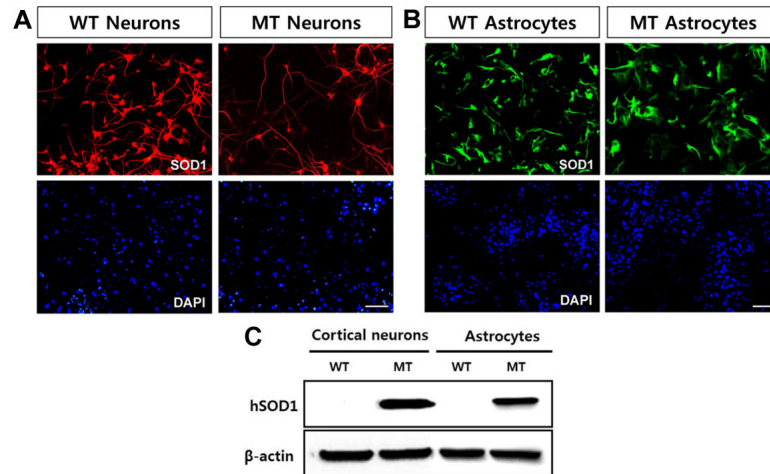 A
WT Neurons
MT Neurons
SOD1
DAPI
B
WT Astrocytes
MT Astrocytes
SOD1
DAPI
C
Cortical neurons
Astrocytes
WT
MT
WT
MT
hSOD1
β-actin